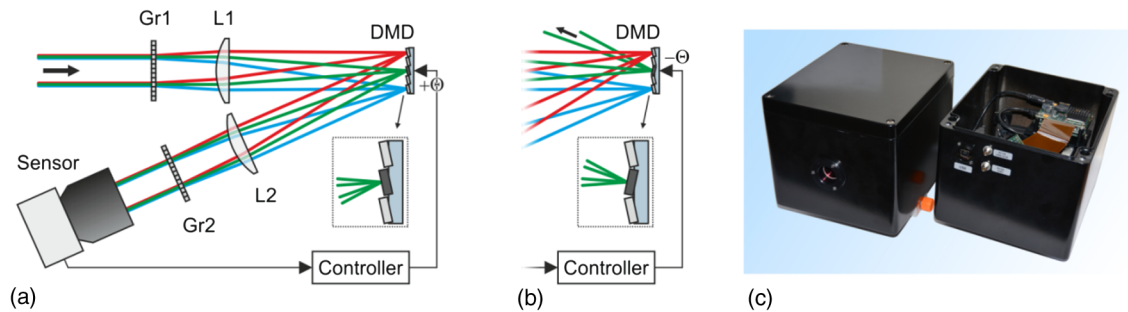 Gr1
L1
DMD
+Θ
Sensor
L2
Gr2
Controller
(a)
DMD
−Θ
Controller
(b)
(c)